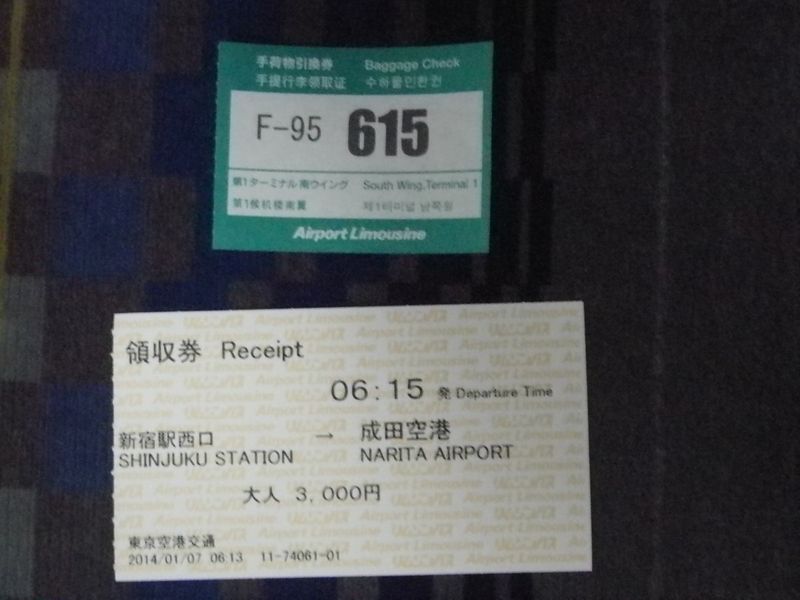 手荷物引換券 Baggage Check
手提行李领取证 수하물인환권
F-95 615
第1ターミナル南ウイング South Wing,Terminal 1
第1候机楼南翼 제1터미널 남쪽윙
Airport Limousine
領収券 Receipt
06:15 発 Departure Time
新宿駅西口 → 成田空港
SHINJUKU STATION NARITA AIRPORT
大人 3,000円
東京空港交通
2014/01/07 06:13 11-74061-01